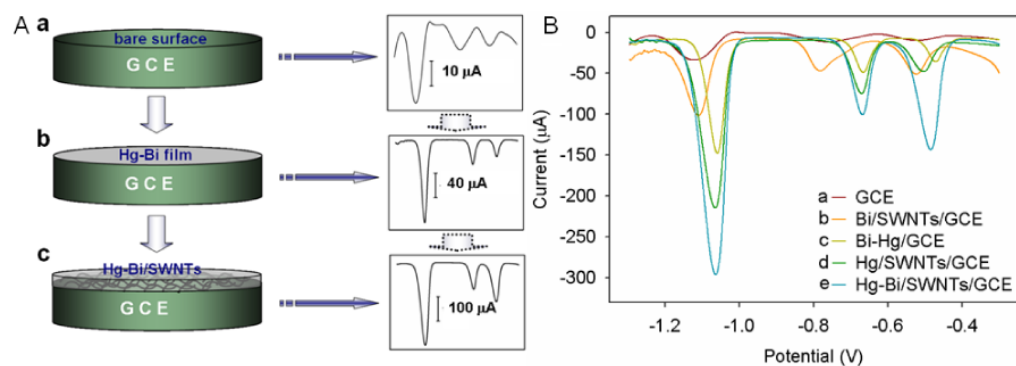 A
a
bare surface
GCE
10 µA
b
Hg-Bi film
GCE
40 µA
c
Hg-Bi/SWNTs
GCE
100 µA
B
0
-50
-100
-150
-200
-250
-300
Current (µA)
a GCE
b Bi/SWNTs/GCE
c Bi-Hg/GCE
d Hg/SWNTs/GCE
e Hg-Bi/SWNTs/GCE
-1.2 -1.0 -0.8 -0.6 -0.4
Potential (V)